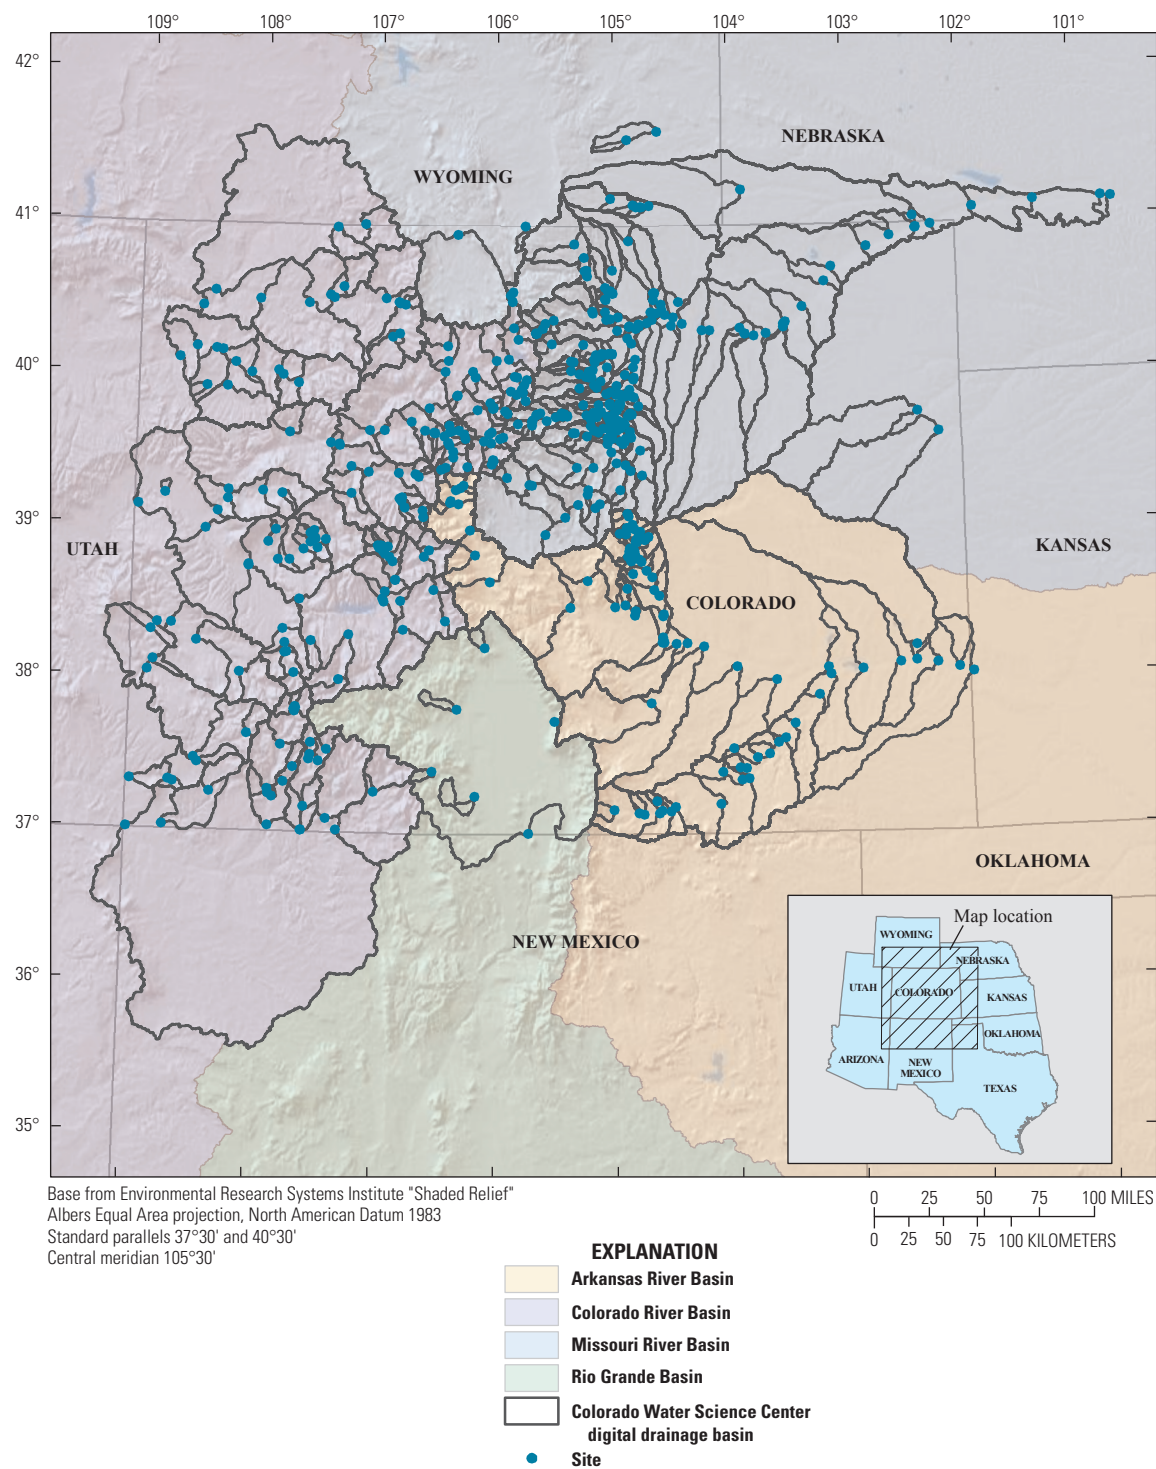 109° 108° 107° 106° 105° 104° 103° 102° 101°
42°
NEBRASKA
WYOMING
41°
40°
39°
UTAH
KANSAS
COLORADO
38°
37°
OKLAHOMA
NEW MEXICO
36°
35°
Map location
WYOMING
NEBRASKA
UTAH
COLORADO
KANSAS
OKLAHOMA
ARIZONA
NEW
MEXICO
TEXAS
Base from Environmental Research Systems Institute "Shaded Relief"
Albers Equal Area projection, North American Datum 1983
Standard parallels 37°30' and 40°30'
Central meridian 105°30'
0 25 50 75 100 MILES
0 25 50 75 100 KILOMETERS
EXPLANATION
Arkansas River Basin
Colorado River Basin
Missouri River Basin
Rio Grande Basin
Colorado Water Science Center
digital drainage basin
Site